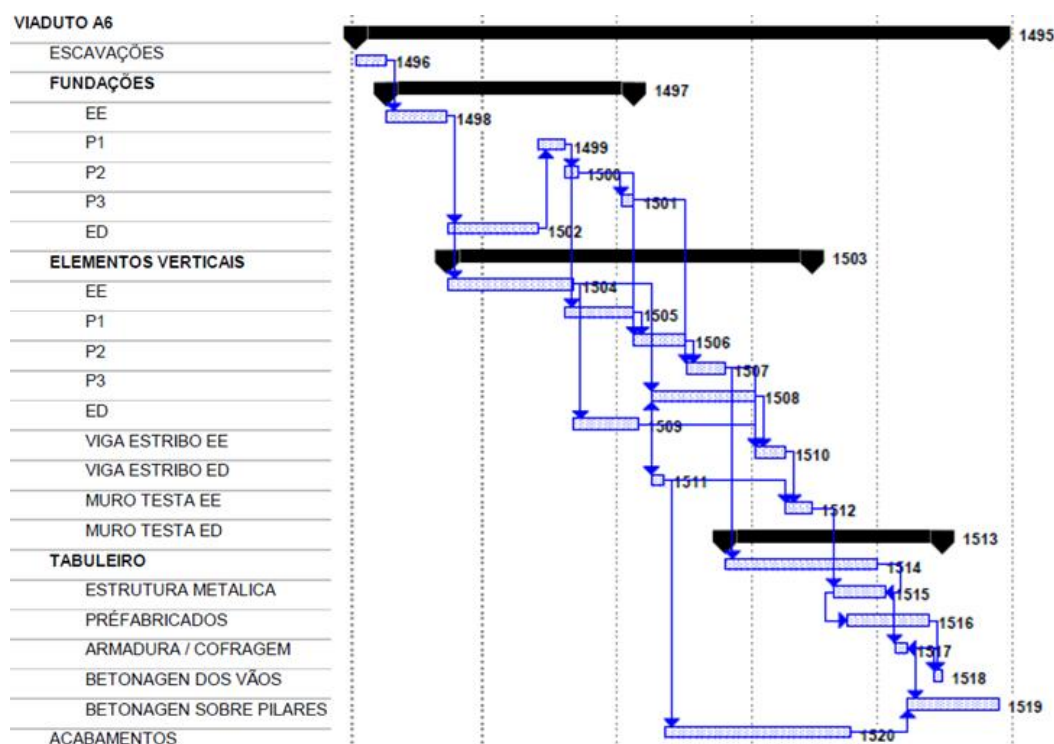 VIADUTO A6
1495
ESCAVAÇÕES
1496
FUNDAÇÕES
1497
EE
1498
P1
1499
P2
1500
P3
1501
ED
1502
ELEMENTOS VERTICAIS
1503
EE
1504
P1
1505
P2
1506
P3
1507
ED
1508
VIGA ESTRIBO EE
1509
VIGA ESTRIBO ED
1510
MURO TESTA EE
1511
MURO TESTA ED
1512
TABULEIRO
1513
ESTRUTURA METALICA
1514
PRÉFABRICADOS
1515
ARMADURA / COFRAGEM
1516
BETONAGEN DOS VÃOS
1517
BETONAGEN SOBRE PILARES
1518
ACABAMENTOS
1519
1520